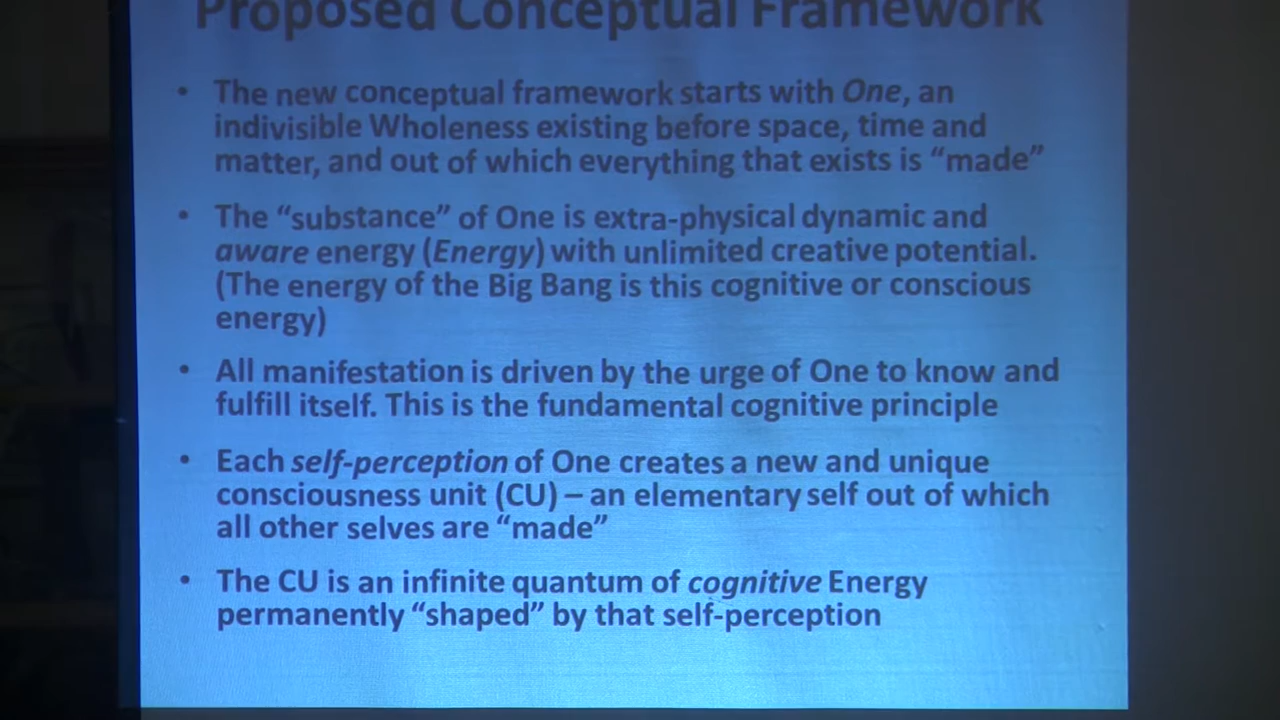 Proposed Conceptual Framework
• The new conceptual framework starts with One, an
indivisible Wholeness existing before space, time and
matter, and out of which everything that exists is “made”
• The “substance” of One is extra-physical dynamic and
aware energy (Energy) with unlimited creative potential.
(The energy of the Big Bang is this cognitive or conscious
energy)
• All manifestation is driven by the urge of One to know and
fulfill itself. This is the fundamental cognitive principle
• Each self-perception of One creates a new and unique
consciousness unit (CU) – an elementary self out of which
all other selves are “made”
• The CU is an infinite quantum of cognitive Energy
permanently “shaped” by that self-perception